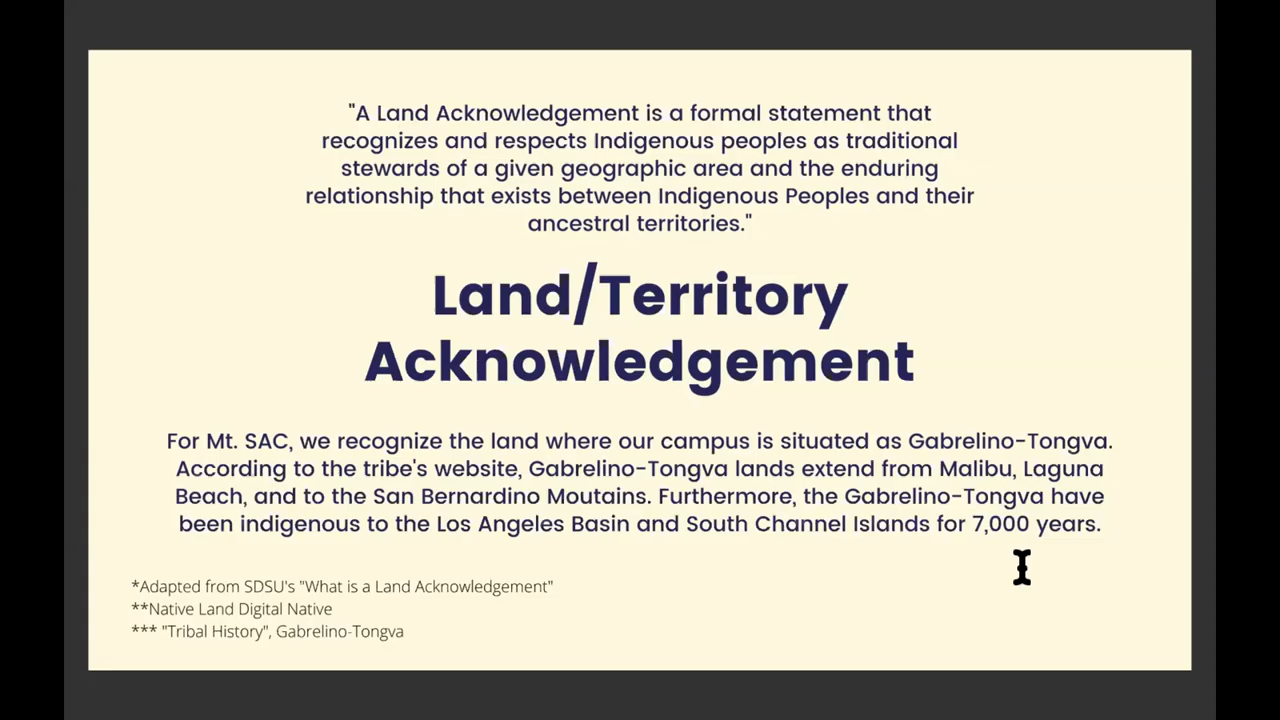 "A Land Acknowledgement is a formal statement that
recognizes and respects Indigenous peoples as traditional
stewards of a given geographic area and the enduring
relationship that exists between Indigenous Peoples and their
ancestral territories."
Land/Territory
Acknowledgement
For Mt. SAC, we recognize the land where our campus is situated as Gabrelino-Tongva.
According to the tribe's website, Gabrelino-Tongva lands extend from Malibu, Laguna
Beach, and to the San Bernardino Moutains. Furthermore, the Gabrelino-Tongva have
been indigenous to the Los Angeles Basin and South Channel Islands for 7,000 years.
*Adapted from SDSU's "What is a Land Acknowledgement"
**Native Land Digital Native
*** "Tribal History", Gabrelino-Tongva